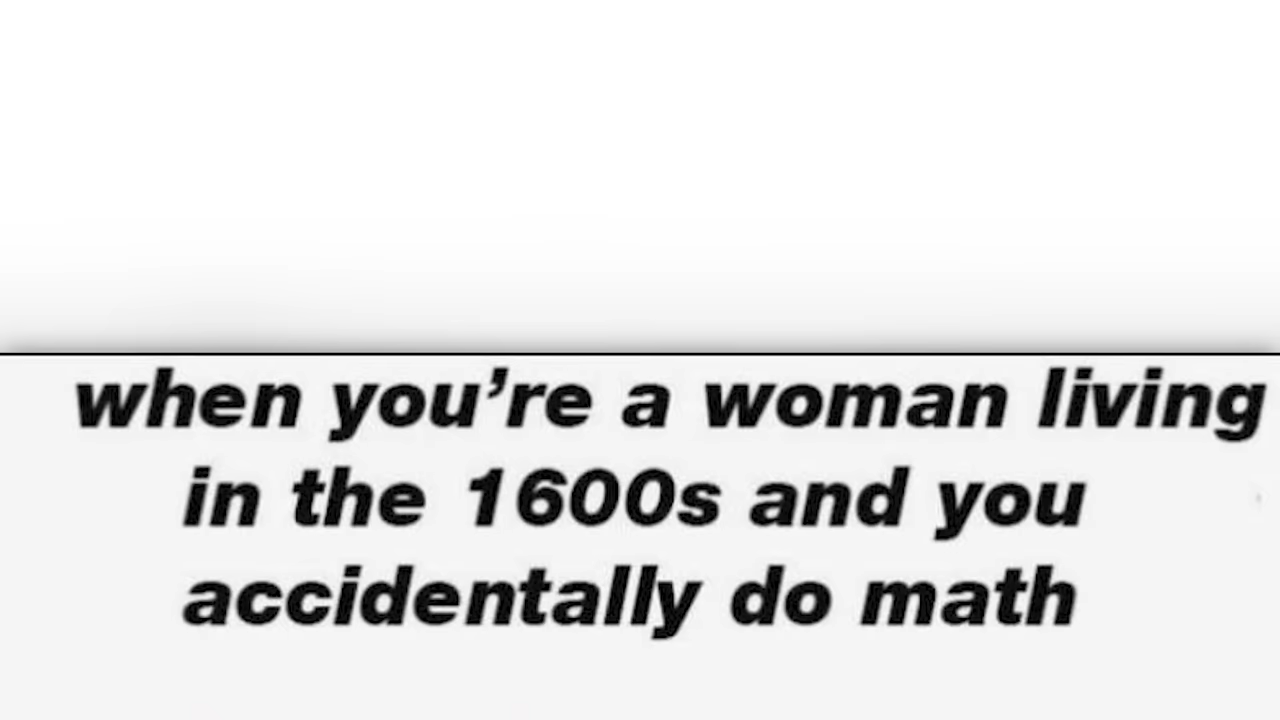 when you’re a woman living
in the 1600s and you
accidentally do math